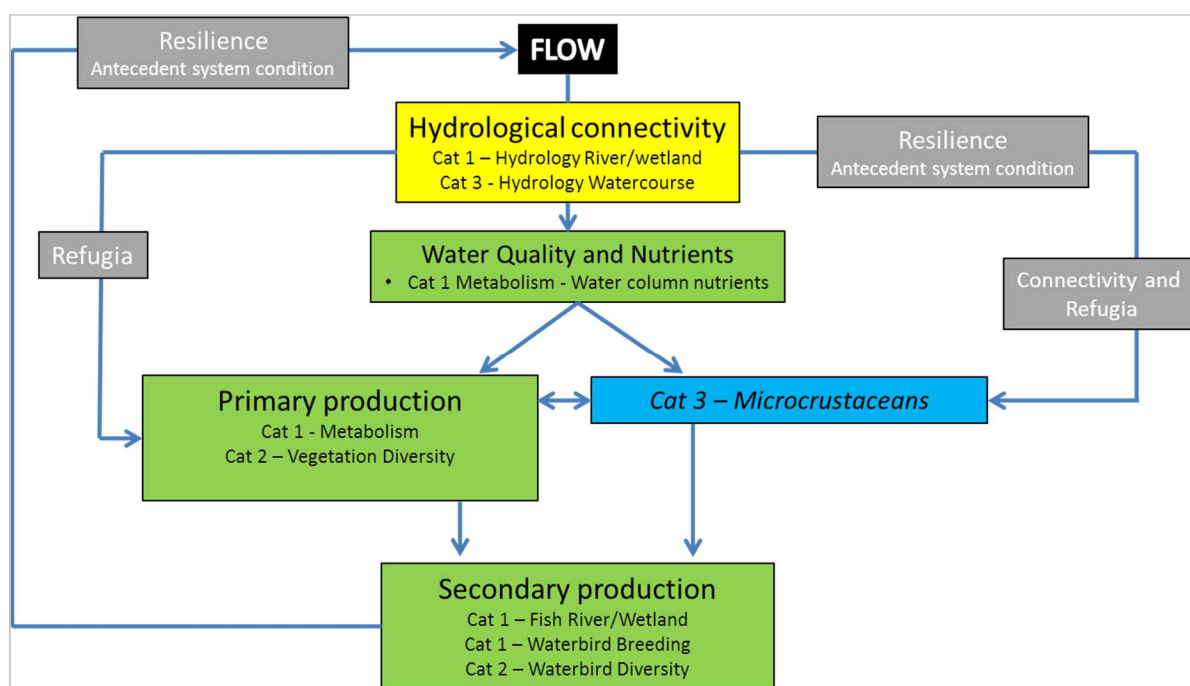 Resilience
Antecedent system condition
FLOW
Hydrological connectivity
Cat 1 – Hydrology River/wetland
Cat 3 - Hydrology Watercourse
Resilience
Antecedent system condition
Refugia
Water Quality and Nutrients
• Cat 1 Metabolism - Water column nutrients
Connectivity and
Refugia
Primary production
Cat 1 - Metabolism
Cat 2 – Vegetation Diversity
Cat 3 – Microcrustaceans
Secondary production
Cat 1 – Fish River/Wetland
Cat 1 – Waterbird Breeding
Cat 2 – Waterbird Diversity